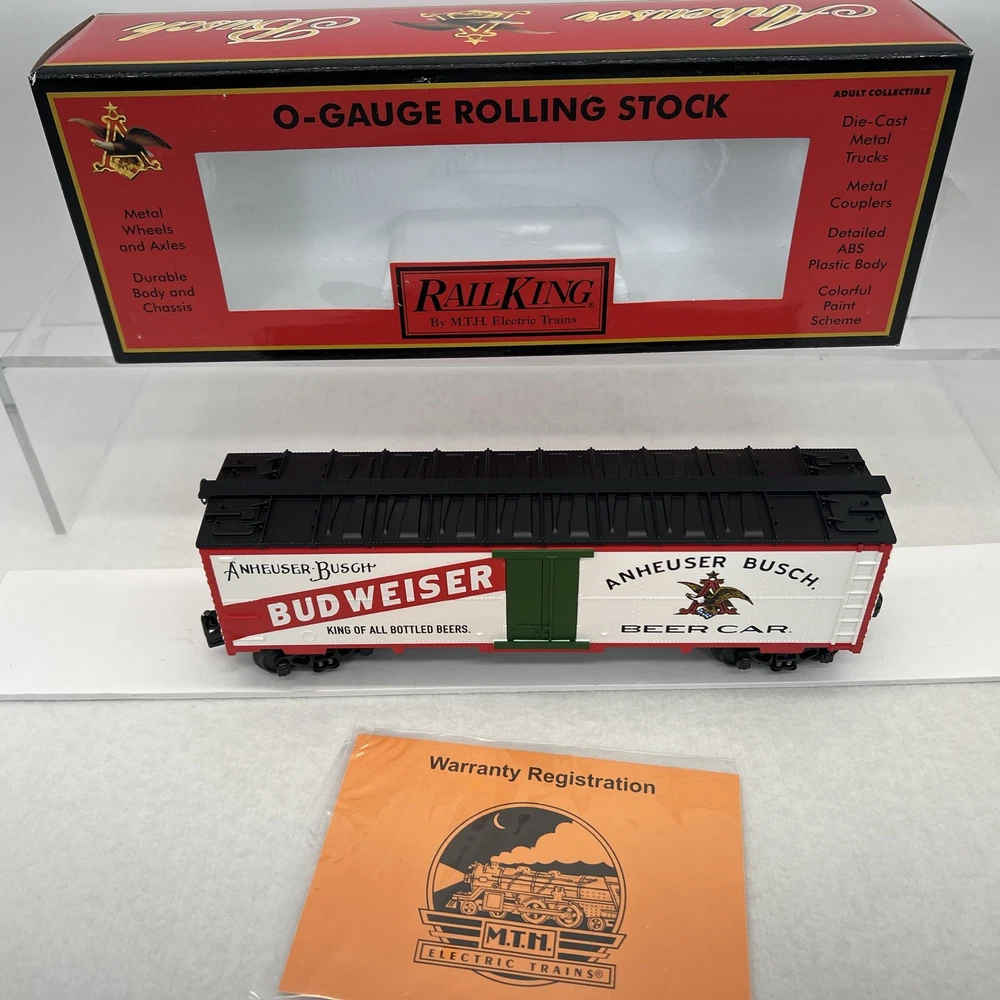 Anheuser
Busch
O-GAUGE ROLLING STOCK
ADULT COLLECTIBLE
Metal
Wheels
and Axles
Durable
Body and
Chassis
Die-Cast
Metal
Trucks
Metal
Couplers
Detailed
ABS
Plastic Body
Colorful
Paint
Scheme
RAILKING®
By M.T.H. Electric Trains
ANHEUSER-BUSCH
BUDWEISER
KING OF ALL BOTTLED BEERS.
ANHEUSER BUSCH.
BEER CAR.
Warranty Registration
M.T.H.
ELECTRIC TRAINS®